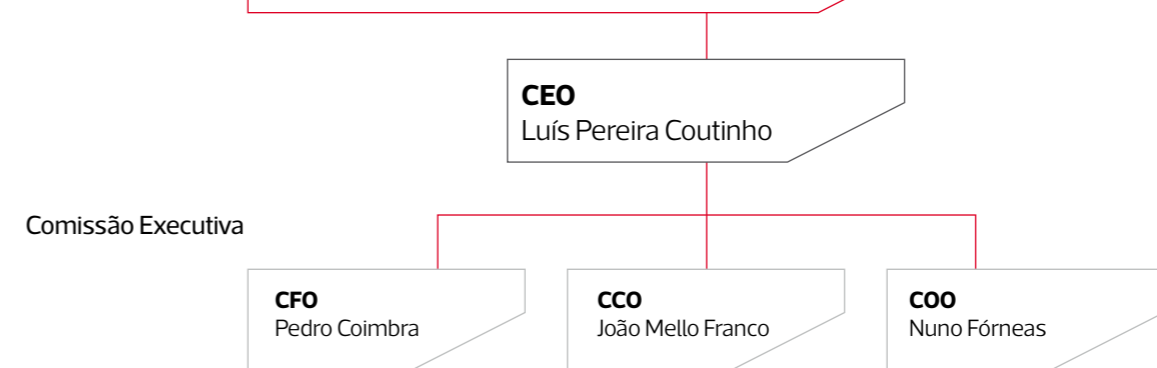 CEO
Luís Pereira Coutinho
Comissão Executiva
CFO
Pedro Coimbra
CCO
João Mello Franco
COO
Nuno Fórneas